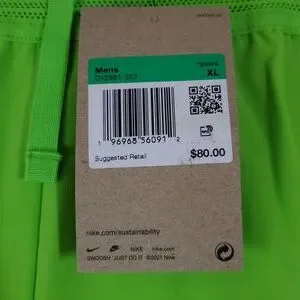 Mens
XL
1 96968 56091 2
Suggested Retail
$80.00
nike.com/sustainability
NIKE
SWOOSH JUST DO IT ©2021 Nike